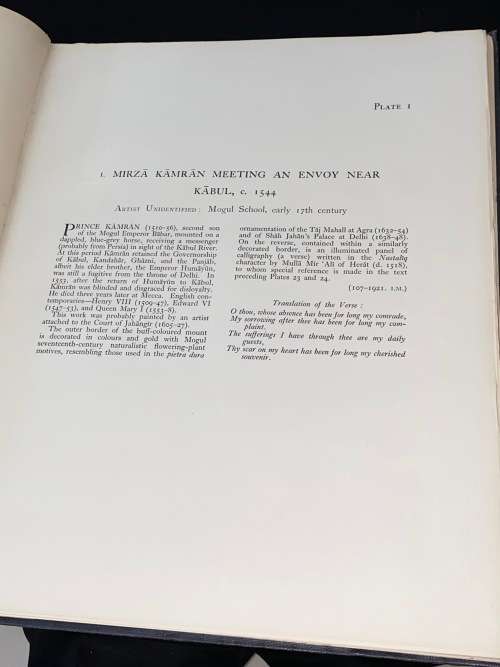 PLATE 1
1. MIRZĀ KĀMRĀN MEETING AN ENVOY NEAR
KĀBUL, c. 1544
ARTIST UNIDENTIFIED: Mogul School, early 17th century
PRINCE KĀMRĀN (1510-56), second son
of the Mogul Emperor Bābur, mounted on a
dappled, blue-grey horse, receiving a messenger
(probably from Persia) in sight of the Kābul River.
At this period Kāmrān retained the Governorship
of Kābul, Kandahār, Ghāzni, and the Panjāb,
albeit his elder brother, the Emperor Humāyūn,
was still a fugitive from the throne of Delhi. In
1553, after the return of Humāyūn to Kābul,
Kāmrān was blinded and disgraced for disloyalty.
He died three years later at Mecca. English con-
temporaries—Henry VIII (1509-47), Edward VI
(1547-53), and Queen Mary I (1553-8).
This work was probably painted by an artist
attached to the Court of Jahāngīr (1605-27).
The outer border of the buff-coloured mount
is decorated in colours and gold with Mogul
seventeenth-century naturalistic flowering-plant
motives, resembling those used in the pietra dura
ornamentation of the Tāj Mahall at Agra (1632-54)
and of Shāh Jahān's Palace at Delhi (1638-48).
On the reverse, contained within a similarly
decorated border, is an illuminated panel of
calligraphy (a verse) written in the Nastaliq
character by Mullā Mīr 'Alī of Herāt (d. 1518),
to whom special reference is made in the text
preceding Plates 23 and 24.
(107-1921. I.M.)
Translation of the Verse:
O thou, whose absence has been for long my comrade,
My sorrowing after thee has been for long my com-
plaint.
The sufferings I have through thee are my daily
guests,
Thy scar on my heart has been for long my cherished
souvenir.